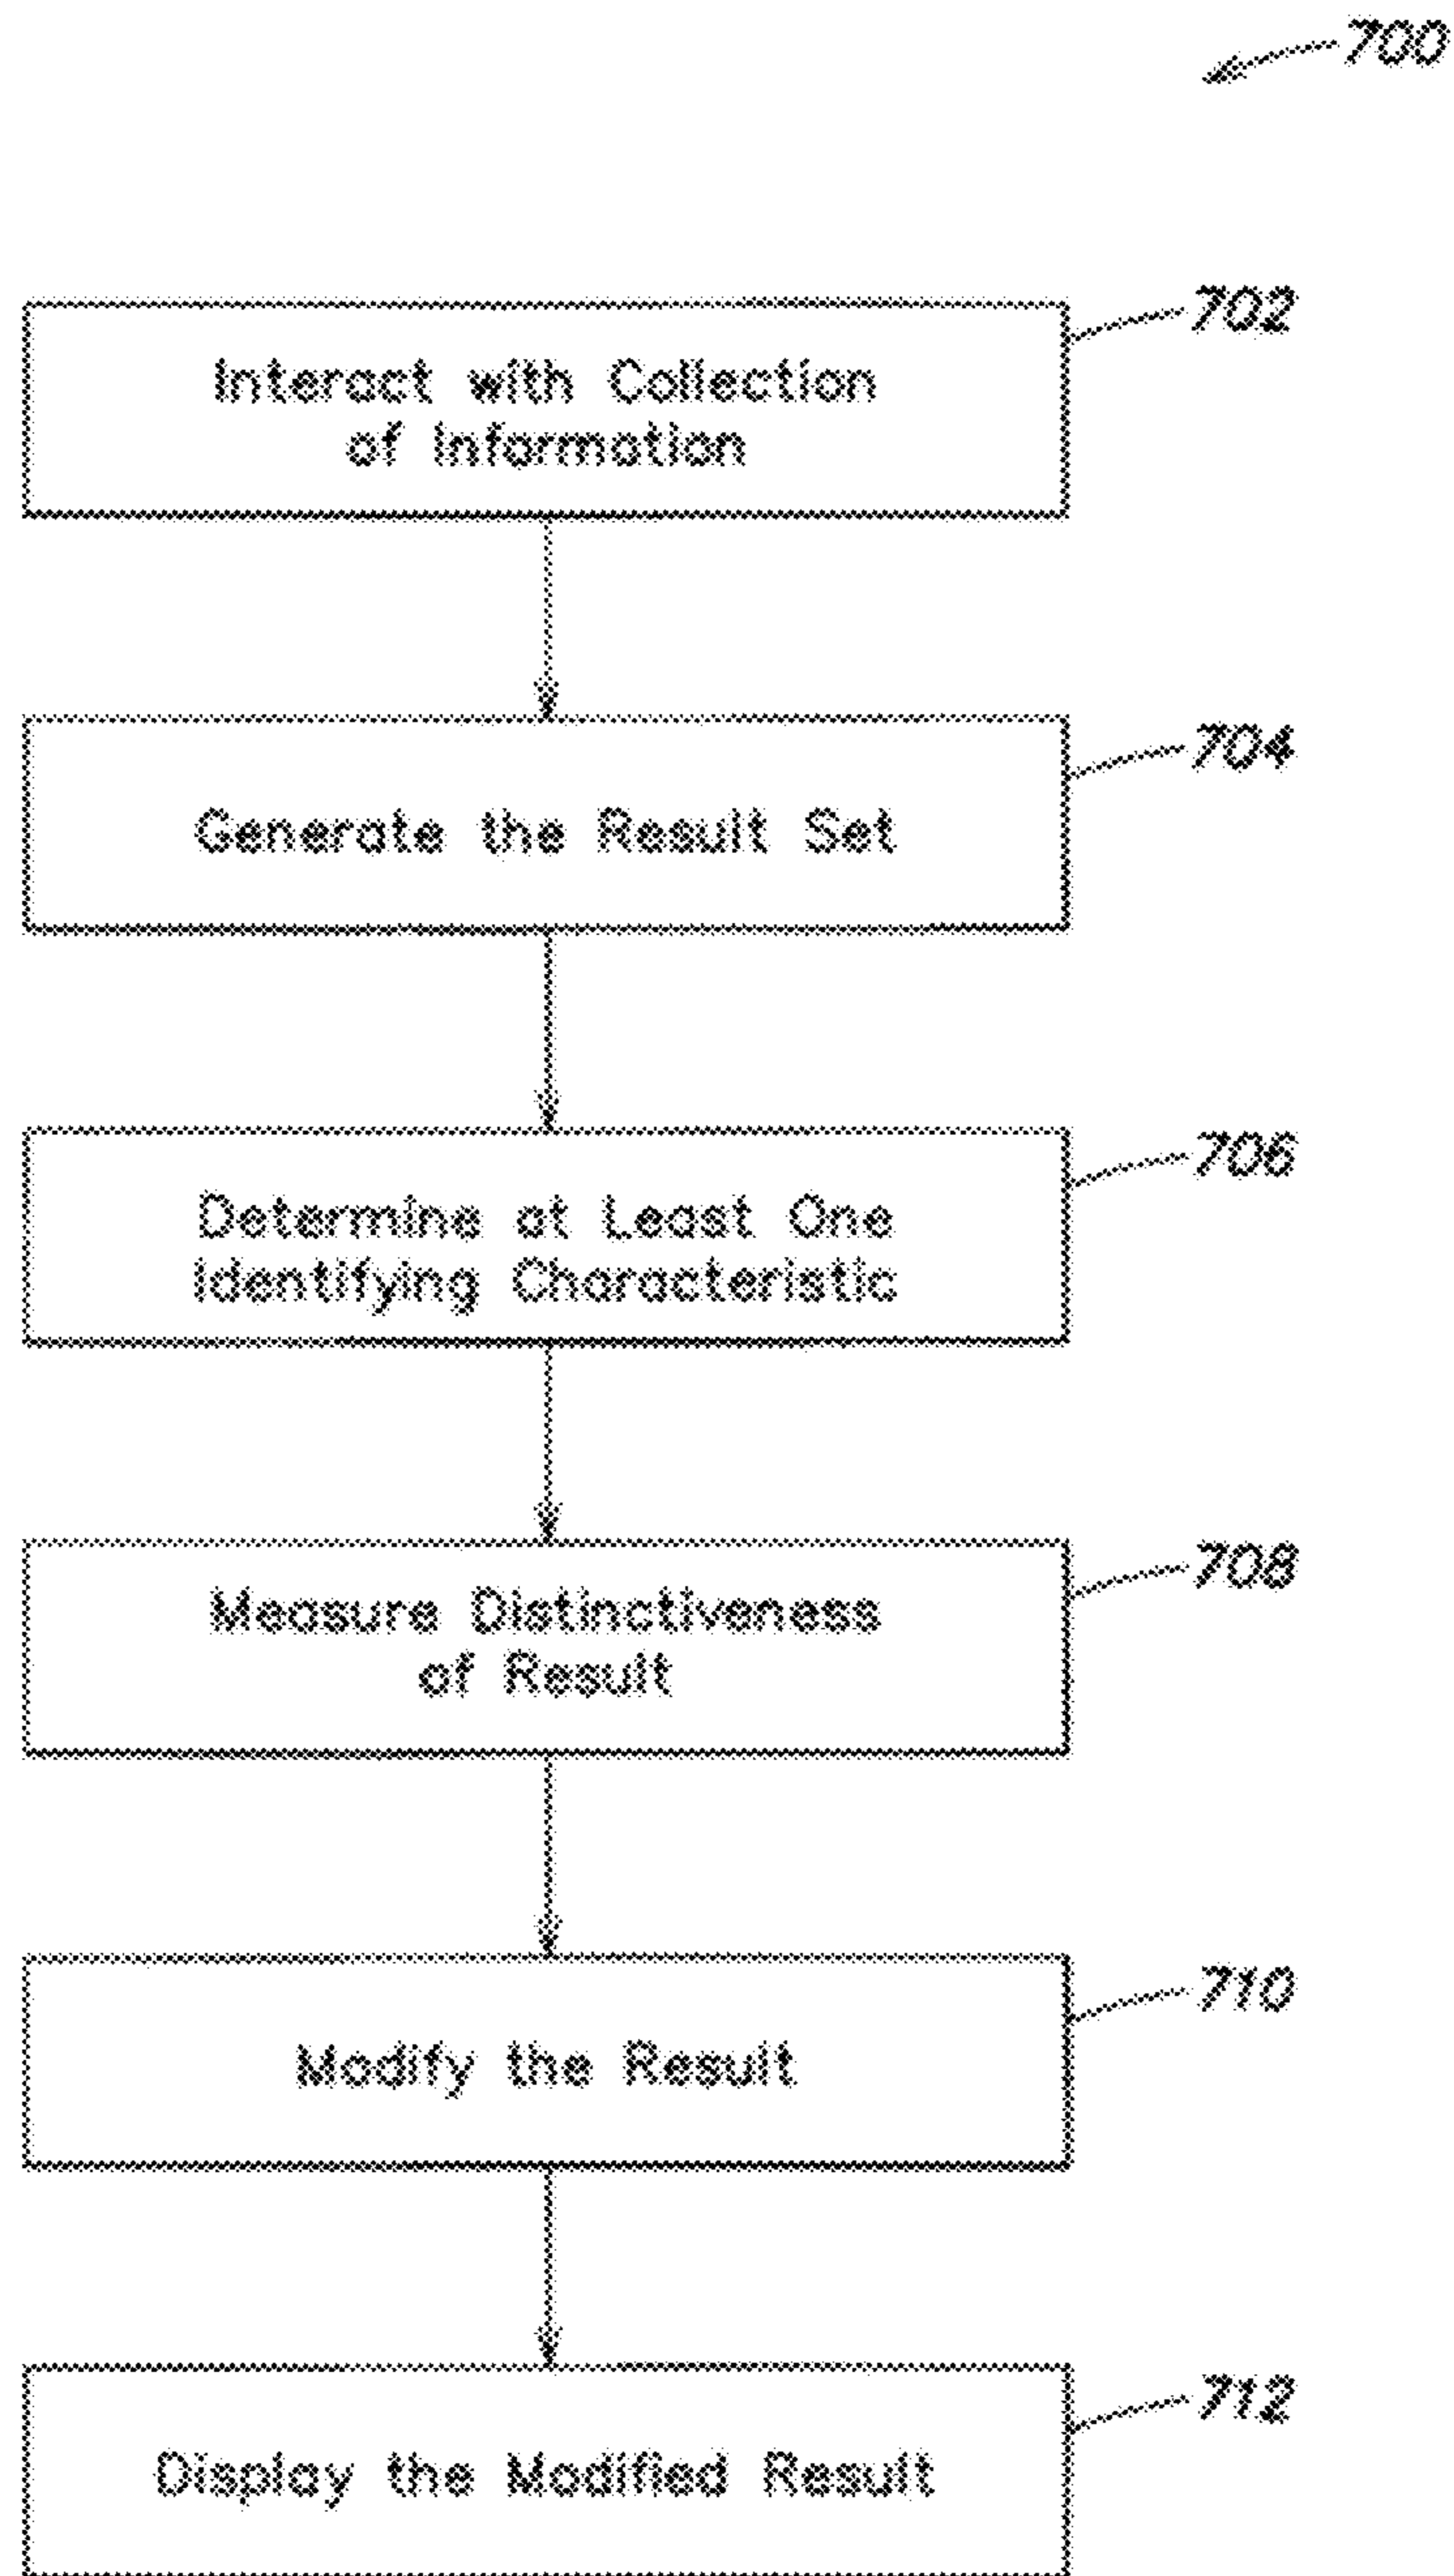 700
702
Interact with Collection
of Information
704
Generate the Result Set
706
Determine at Least One
Identifying Characteristic
708
Measure Distinctiveness
of Result
710
Modify the Result
712
Display the Modified Result